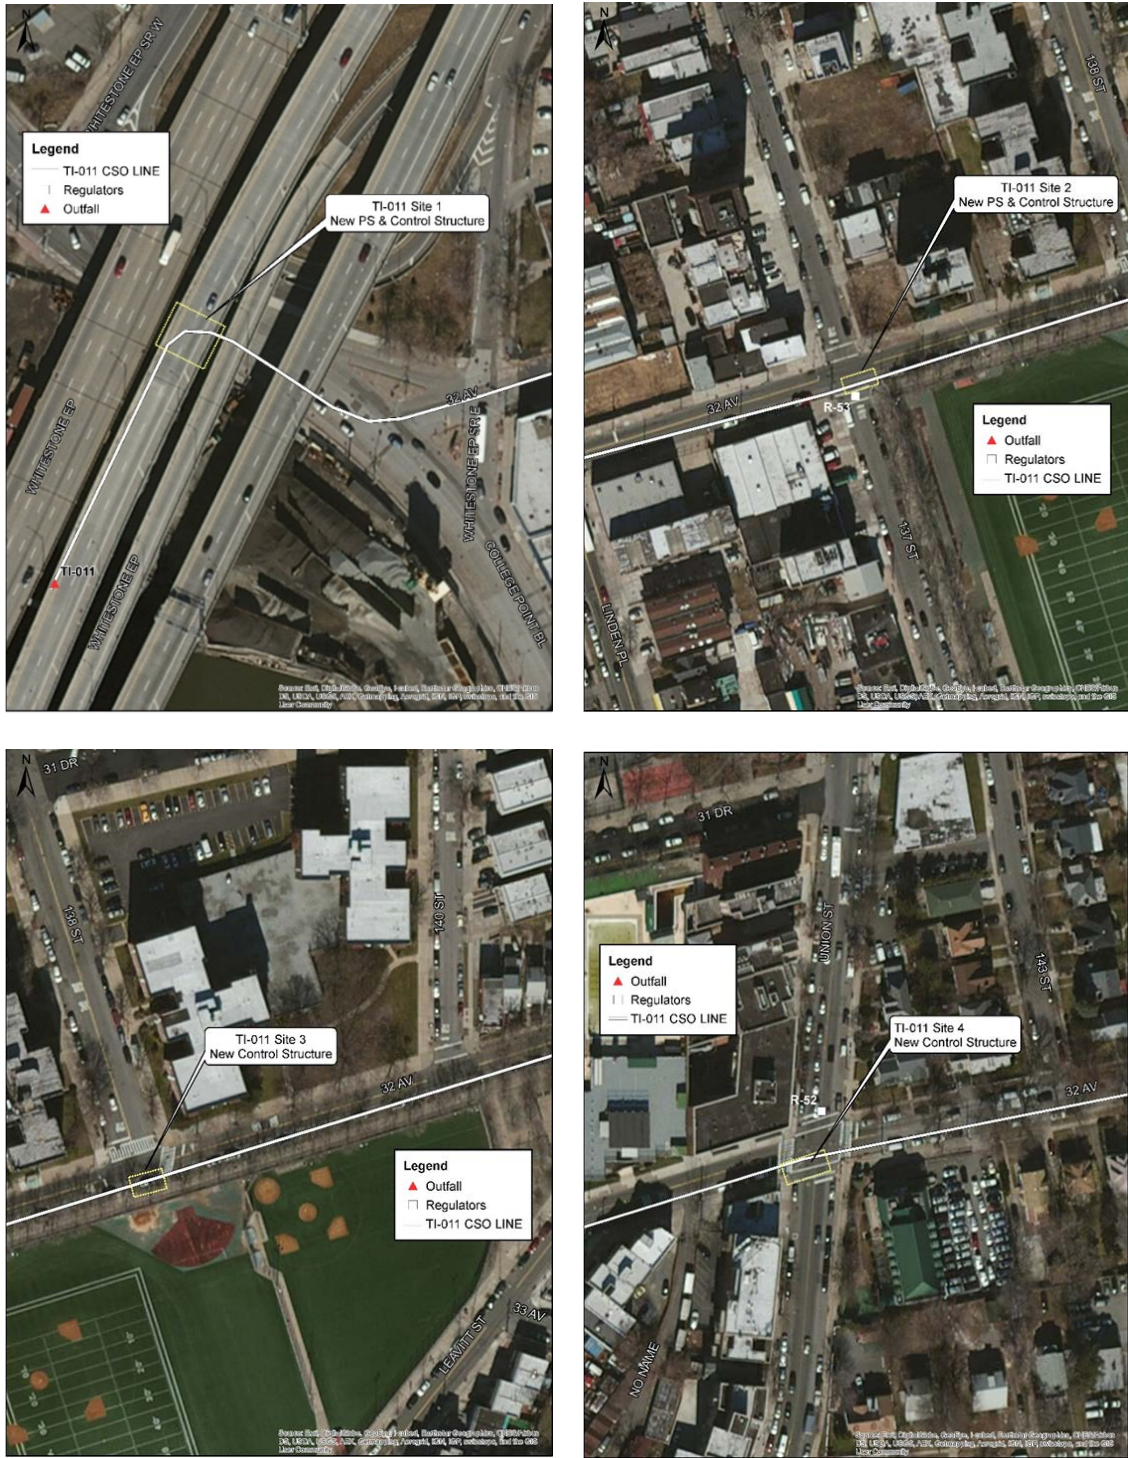 N
WHITESTONE EP SR W
Legend
TI-011 CSO LINE
Regulators
Outfall
TI-011 Site 1
New PS & Control Structure
WHITESTONE EP
32 AV
WHITESTONE EP SR E
COLLEGE POINT BL
TI-011
WHITESTONE EP
N
138 ST
TI-011 Site 2
New PS & Control Structure
32 AV
R-53
Legend
Outfall
Regulators
TI-011 CSO LINE
137 ST
LINDEN PL
N
31 DR
138 ST
140 ST
TI-011 Site 3
New Control Structure
32 AV
Legend
Outfall
Regulators
TI-011 CSO LINE
33 AV
LEAVITT ST
N
31 DR
UNION ST
143 ST
Legend
Outfall
Regulators
TI-011 CSO LINE
TI-011 Site 4
New Control Structure
R-52
32 AV
NO NAME